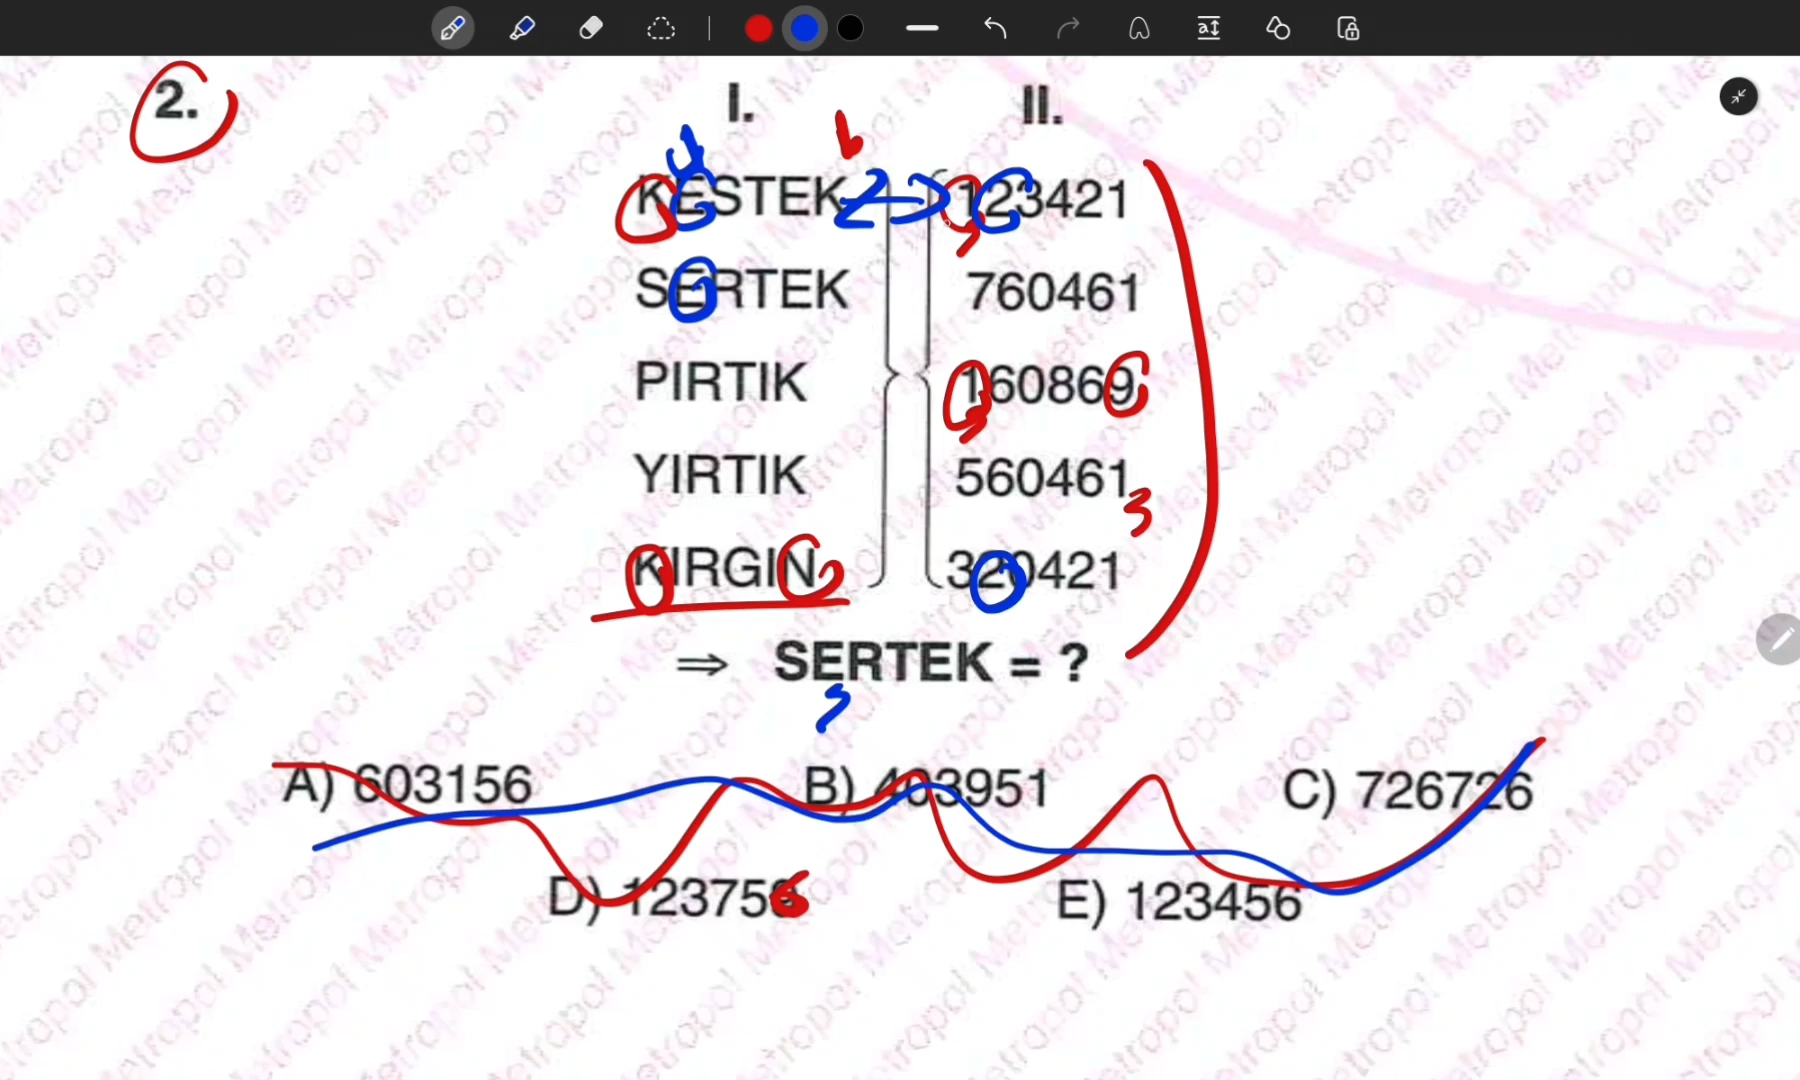 2.
I. II.
KESTEK 123421
SERTEK 760461
PIRTIK 160869
YIRTIK 560461
KIRGIN 320421
⇒ SERTEK = ?
A) 603156 B) 403951 C) 726726
D) 123756 E) 123456